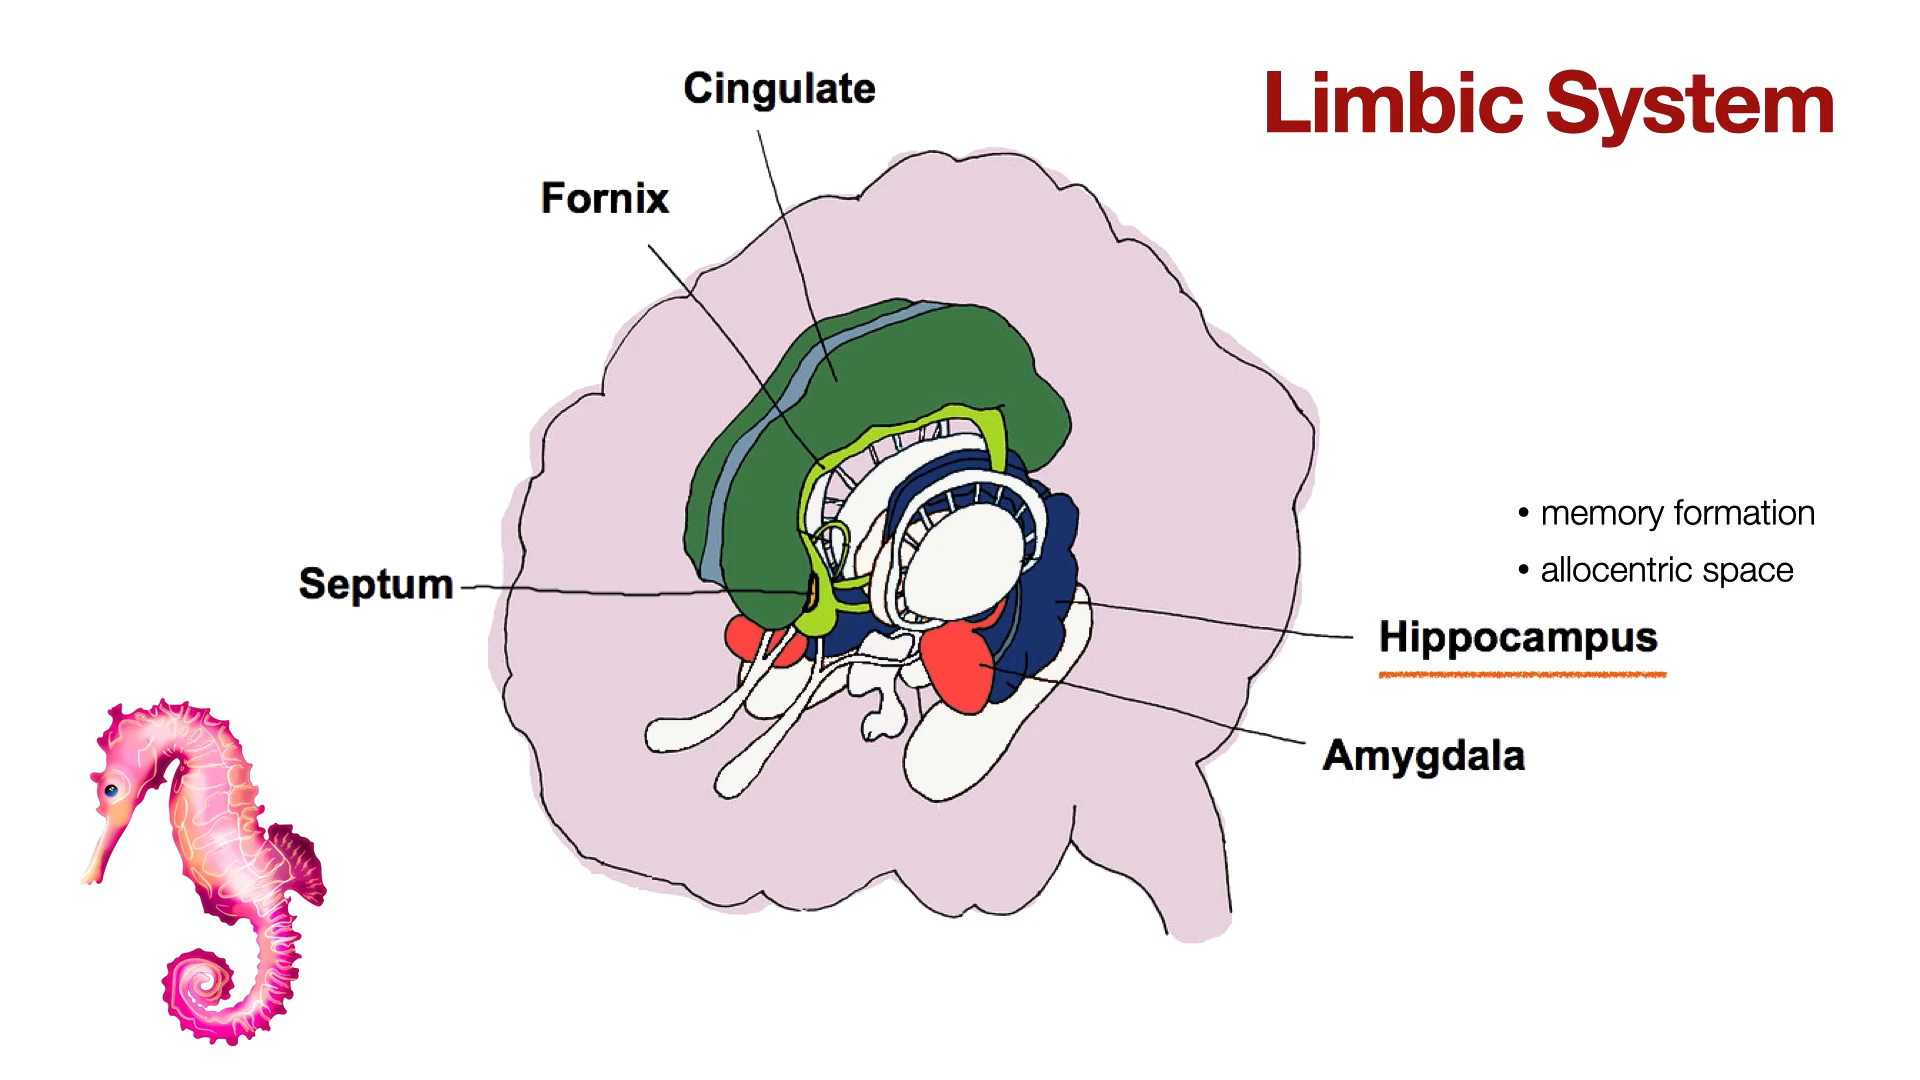 Limbic System
Cingulate
Fornix
• memory formation
• allocentric space
Septum
Hippocampus
Amygdala